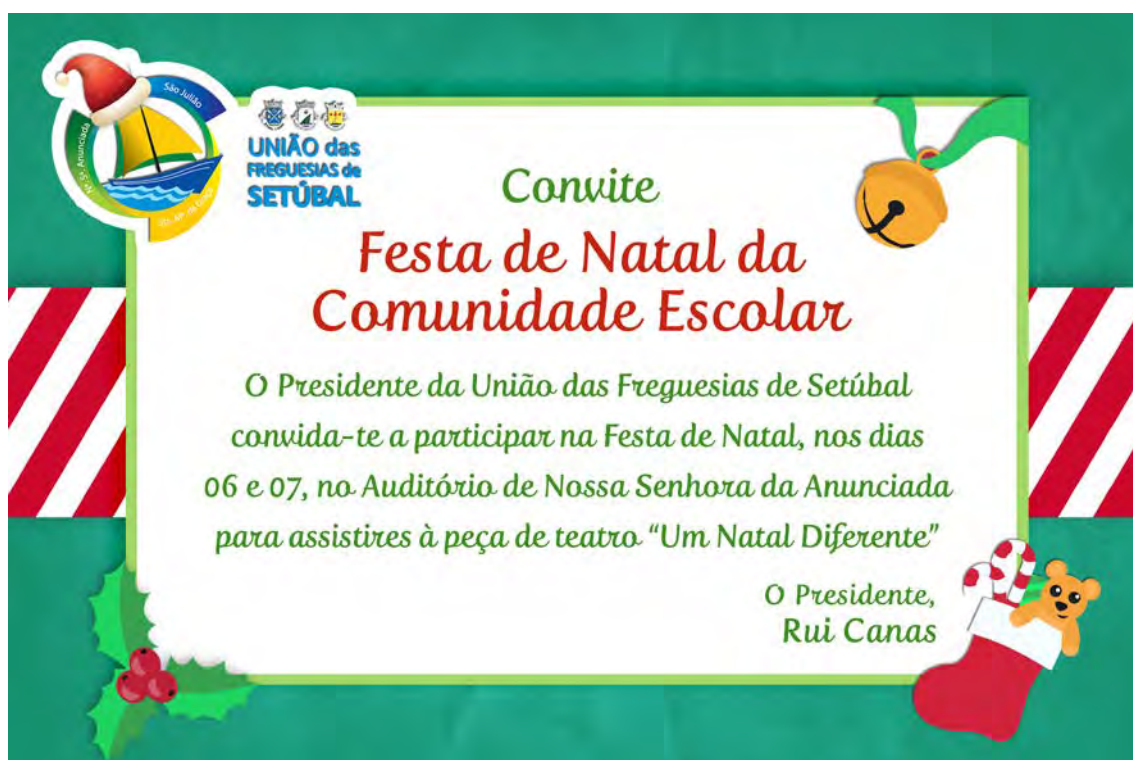 São Julião
Nª. Sª. Anunciada
UNIÃO das
FREGUESIAS de
SETÚBAL
Convite
Festa de Natal da
Comunidade Escolar
O Presidente da União das Freguesias de Setúbal
convida-te a participar na Festa de Natal, nos dias
06 e 07, no Auditório de Nossa Senhora da Anunciada
para assistires à peça de teatro “Um Natal Diferente”
O Presidente,
Rui Canas